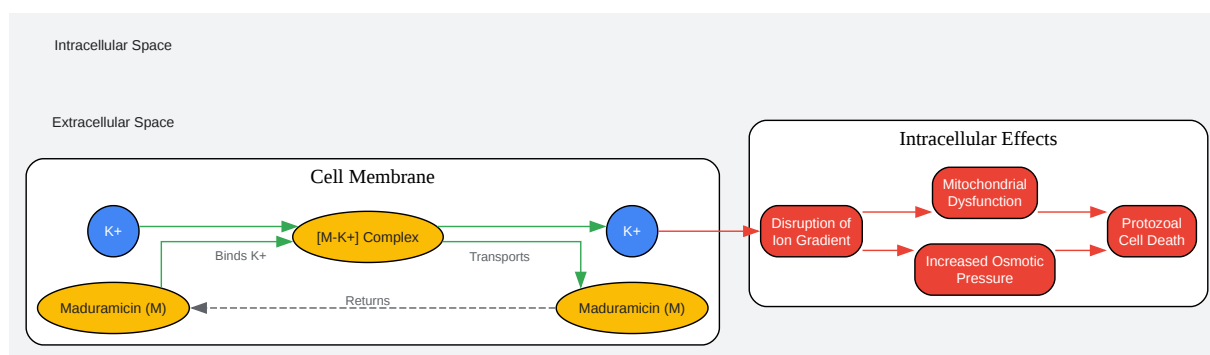 Intracellular Space
Extracellular Space
Cell Membrane
K+
[M-K+] Complex
K+
Binds K+
Transports
Maduramicin (M)
Returns
Maduramicin (M)
Intracellular Effects
Disruption of
Ion Gradient
Mitochondrial
Dysfunction
Increased Osmotic
Pressure
Protozoal
Cell Death